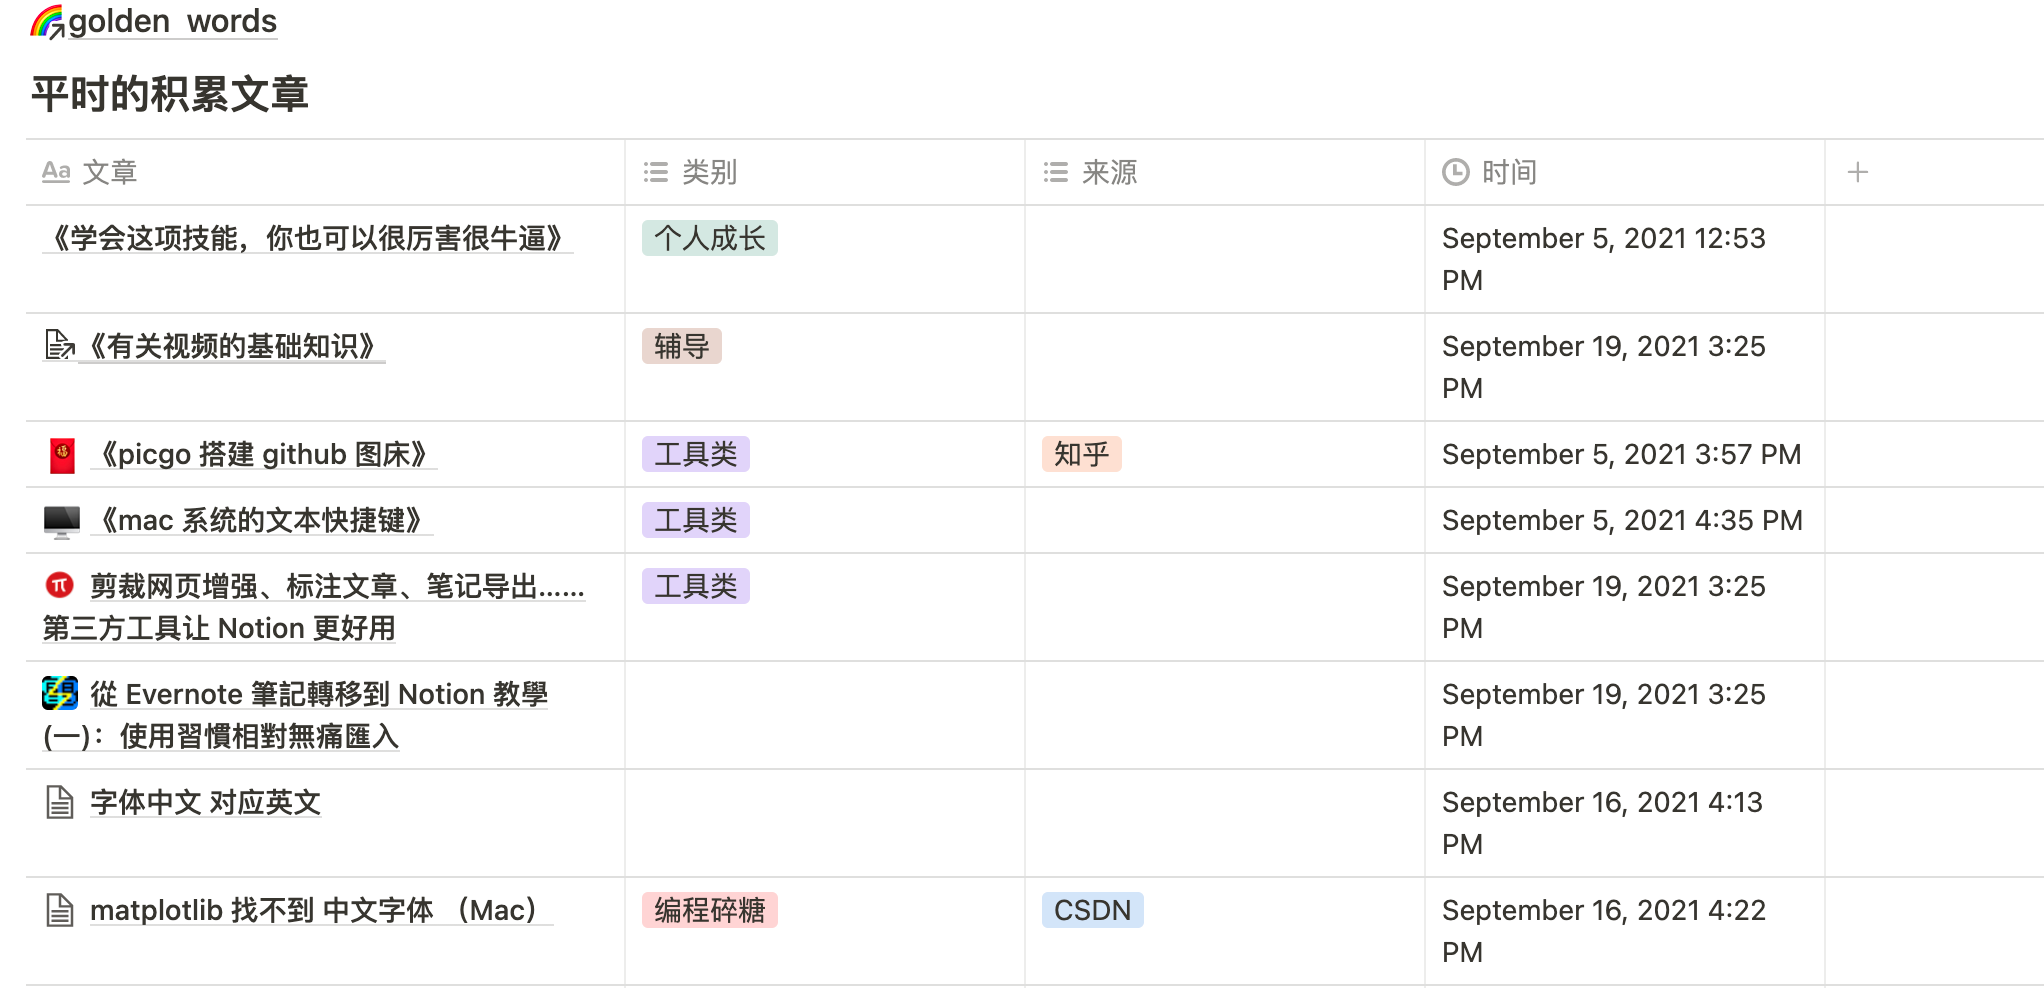 golden words
平时的积累文章
Aa 文章 类别 来源 时间
《学会这项技能，你也可以很厉害很牛逼》 个人成长 September 5, 2021 12:53
PM
《有关视频的基础知识》 辅导 September 19, 2021 3:25
PM
《picgo 搭建 github 图床》 工具类 知乎 September 5, 2021 3:57 PM
《mac 系统的文本快捷键》 工具类 September 5, 2021 4:35 PM
剪裁网页增强、标注文章、笔记导出…… 工具类 September 19, 2021 3:25
第三方工具让 Notion 更好用 PM
從 Evernote 筆記轉移到 Notion 教學 September 19, 2021 3:25
(一)：使用習慣相對無痛匯入 PM
字体中文 对应英文 September 16, 2021 4:13
PM
matplotlib 找不到 中文字体 （Mac） 编程碎糖 CSDN September 16, 2021 4:22
PM